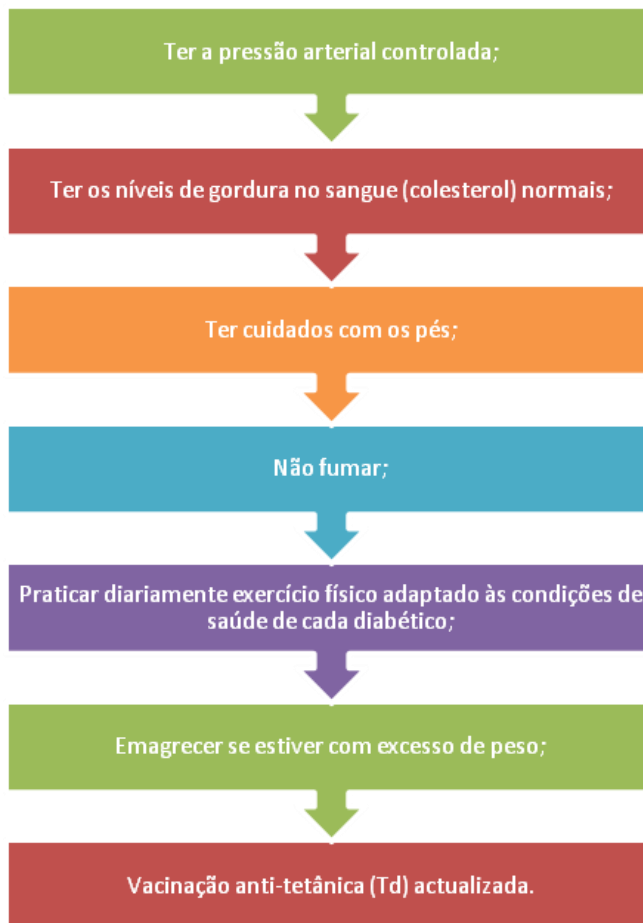 Ter a pressão arterial controlada;
Ter os níveis de gordura no sangue (colesterol) normais;
Ter cuidados com os pés;
Não fumar;
Praticar diariamente exercício físico adaptado às condições de
saúde de cada diabético;
Emagrecer se estiver com excesso de peso;
Vacinação anti-tetânica (Td) actualizada.